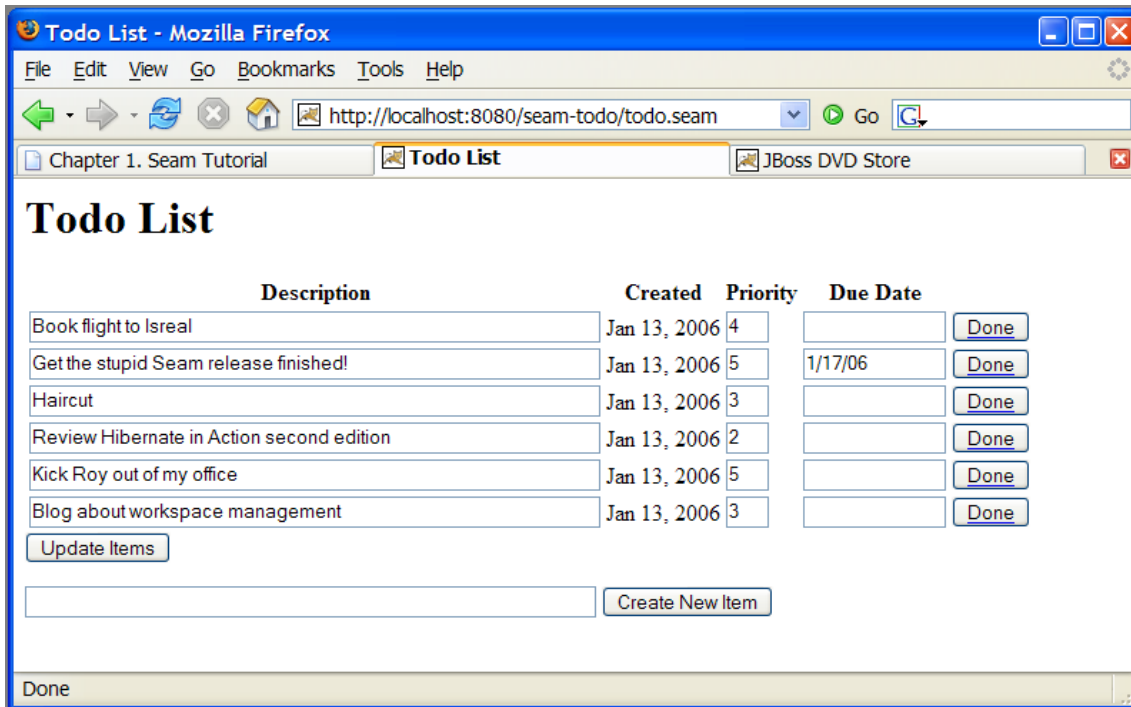 Todo List - Mozilla Firefox
File Edit View Go Bookmarks Tools Help
http://localhost:8080/seam-todo/todo.seam Go G
Chapter 1. Seam Tutorial Todo List JBoss DVD Store
Todo List
Description Created Priority Due Date
Book flight to Isreal Jan 13, 2006 4 Done
Get the stupid Seam release finished! Jan 13, 2006 5 1/17/06 Done
Haircut Jan 13, 2006 3 Done
Review Hibernate in Action second edition Jan 13, 2006 2 Done
Kick Roy out of my office Jan 13, 2006 5 Done
Blog about workspace management Jan 13, 2006 3 Done
Update Items
Create New Item
Done